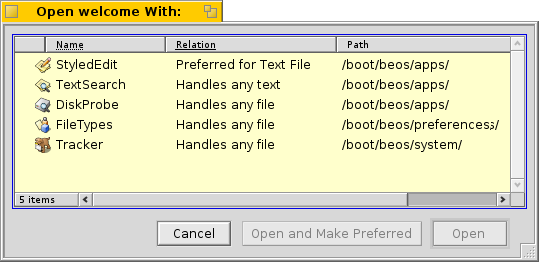 Open welcome With:
Name Relation Path
StyledEdit Preferred for Text File /boot/beos/apps/
TextSearch Handles any text /boot/beos/apps/
DiskProbe Handles any file /boot/beos/apps/
FileTypes Handles any file /boot/beos/preferences/
Tracker Handles any file /boot/beos/system/
5 items
Cancel Open and Make Preferred Open